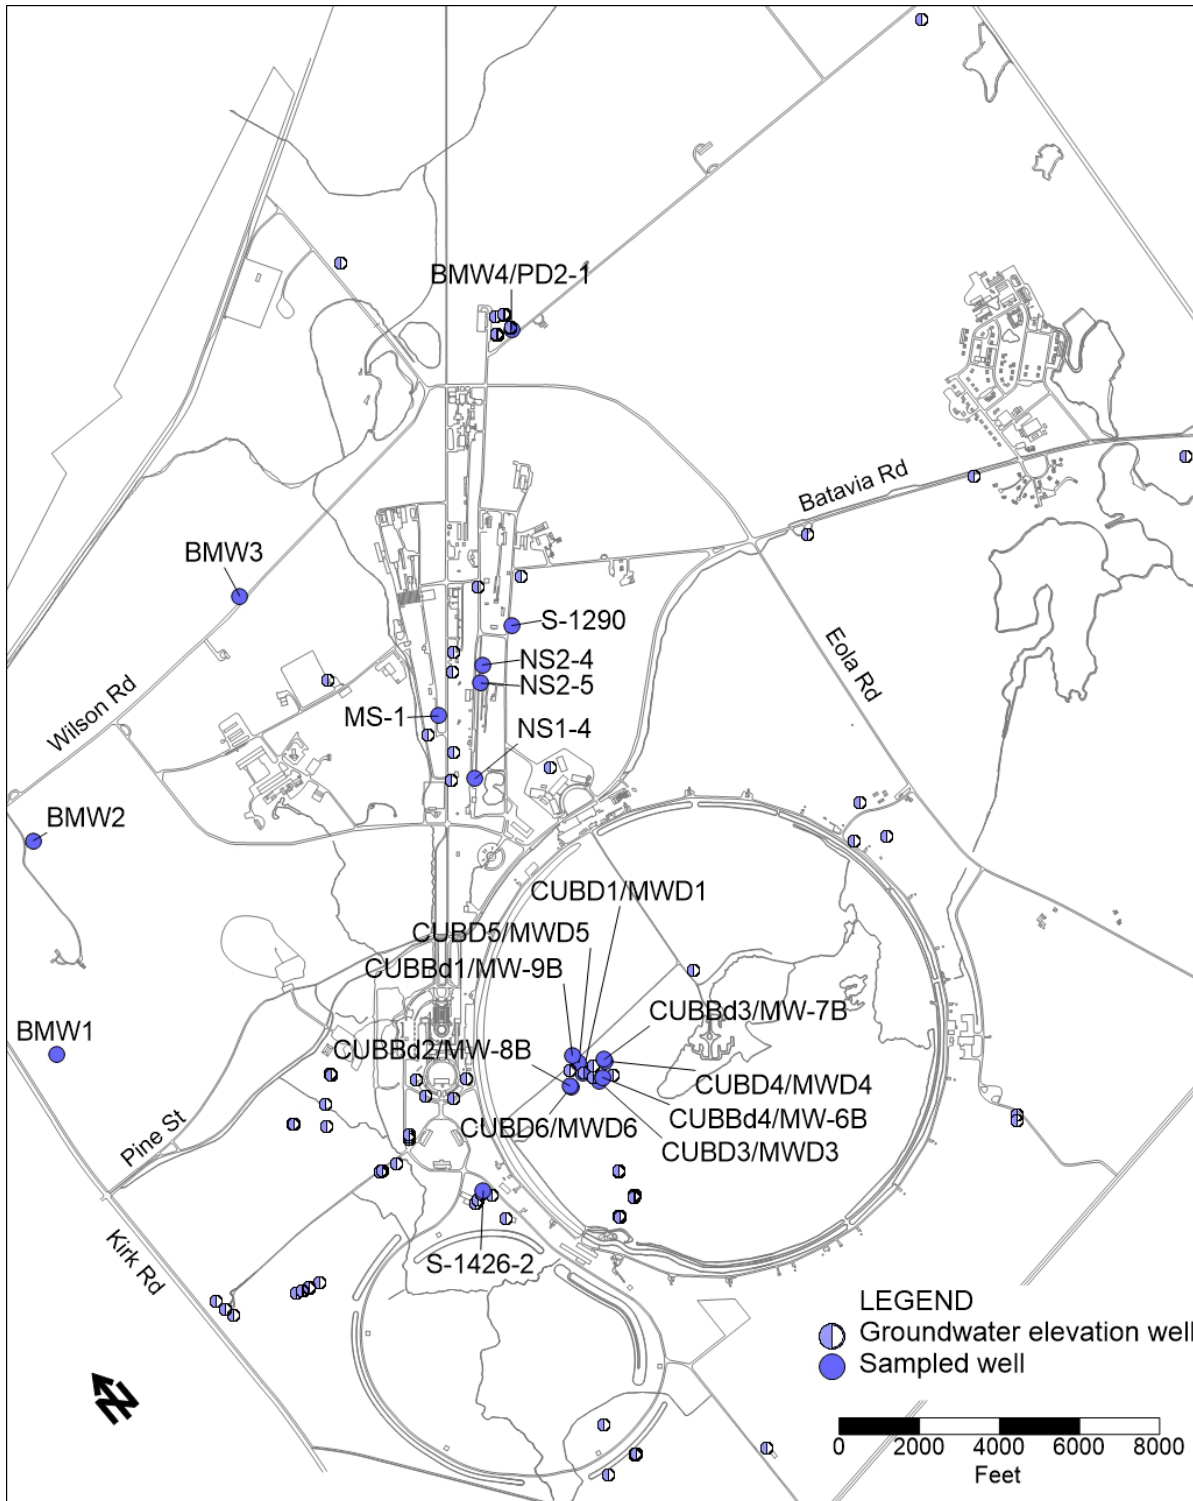 BMW4/PD2-1
Batavia Rd
BMW3
S-1290
NS2-4
Eola Rd
NS2-5
Wilson Rd
MS-1
NS1-4
BMW2
CUBD1/MWD1
CUBD5/MWD5
CUBBd1/MW-9B
CUBBd3/MW-7B
BMW1
CUBBd2/MW-8B
CUBD4/MWD4
CUBBd4/MW-6B
Pine St
CUBD6/MWD6
CUBD3/MWD3
Kirk Rd
S-1426-2
LEGEND
Groundwater elevation well
Sampled well
N
0 2000 4000 6000 8000
Feet